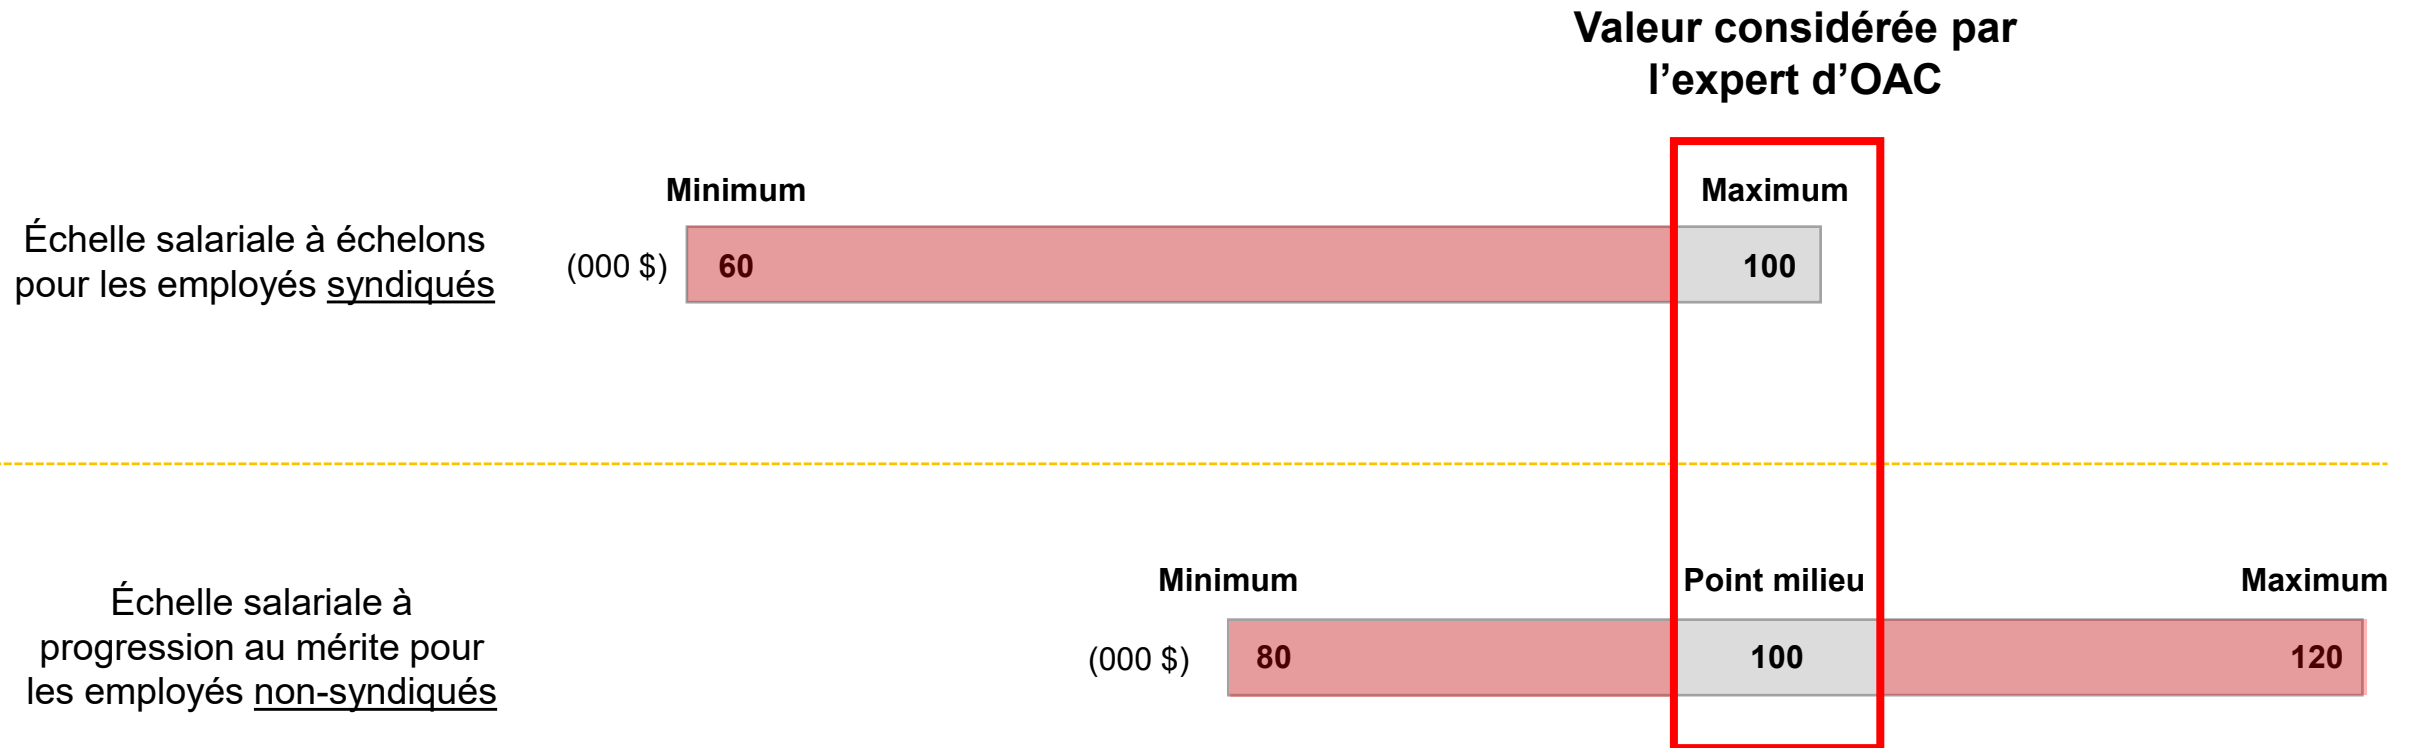 Valeur considérée par
l’expert d’OAC
Minimum
Maximum
Échelle salariale à échelons
pour les employés syndiqués
(000 $)
60
100
Minimum
Point milieu
Maximum
Échelle salariale à
progression au mérite pour
les employés non-syndiqués
(000 $)
80
100
120